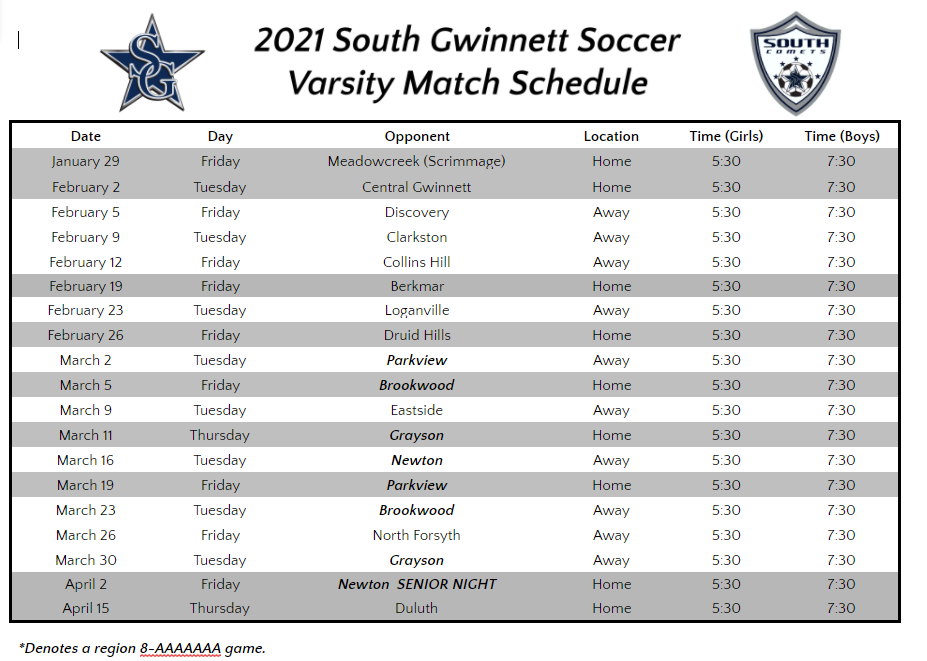 2021 South Gwinnett Soccer
Varsity Match Schedule
SG
SOUTH
COMETS
Date Day Opponent Location Time (Girls) Time (Boys)
January 29 Friday Meadowcreek (Scrimmage) Home 5:30 7:30
February 2 Tuesday Central Gwinnett Home 5:30 7:30
February 5 Friday Discovery Away 5:30 7:30
February 9 Tuesday Clarkston Away 5:30 7:30
February 12 Friday Collins Hill Away 5:30 7:30
February 19 Friday Berkmar Home 5:30 7:30
February 23 Tuesday Loganville Away 5:30 7:30
February 26 Friday Druid Hills Home 5:30 7:30
March 2 Tuesday Parkview Away 5:30 7:30
March 5 Friday Brookwood Home 5:30 7:30
March 9 Tuesday Eastside Away 5:30 7:30
March 11 Thursday Grayson Home 5:30 7:30
March 16 Tuesday Newton Away 5:30 7:30
March 19 Friday Parkview Home 5:30 7:30
March 23 Tuesday Brookwood Away 5:30 7:30
March 26 Friday North Forsyth Away 5:30 7:30
March 30 Tuesday Grayson Away 5:30 7:30
April 2 Friday Newton SENIOR NIGHT Home 5:30 7:30
April 15 Thursday Duluth Home 5:30 7:30
*Denotes a region 8-AAAAAAA game.